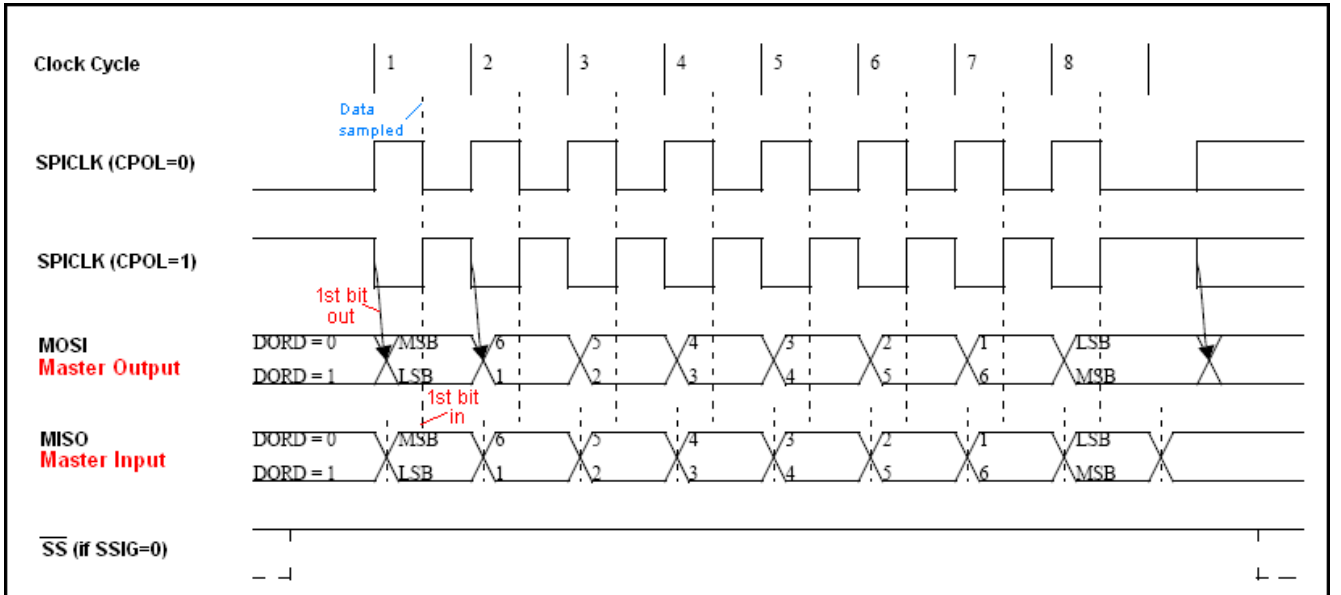 Clock Cycle 1 2 3 4 5 6 7 8
Data
sampled
SPICLK (CPOL=0)
SPICLK (CPOL=1)
1st bit
out
MOSI DORD = 0 MSB 6 5 4 3 2 1 LSB
Master Output DORD = 1 LSB 1 2 3 4 5 6 MSB
1st bit
in
MISO DORD = 0 MSB 6 5 4 3 2 1 LSB
Master Input DORD = 1 LSB 1 2 3 4 5 6 MSB
SS (if SSIG=0)